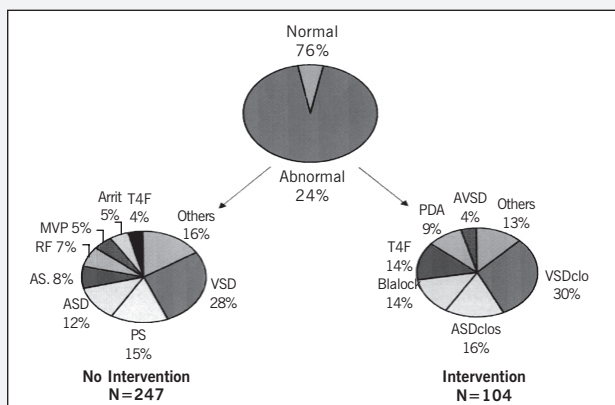 Normal
76%
Abnormal
24%
Arrit
5%
T4F
4%
MVP 5%
RF 7%
AS. 8%
ASD
12%
PS
15%
VSD
28%
Others
16%
No Intervention
N=247
AVSD
4%
PDA
9%
T4F
14%
Blalock
14%
ASDclos
16%
VSDclo
30%
Others
13%
Intervention
N=104